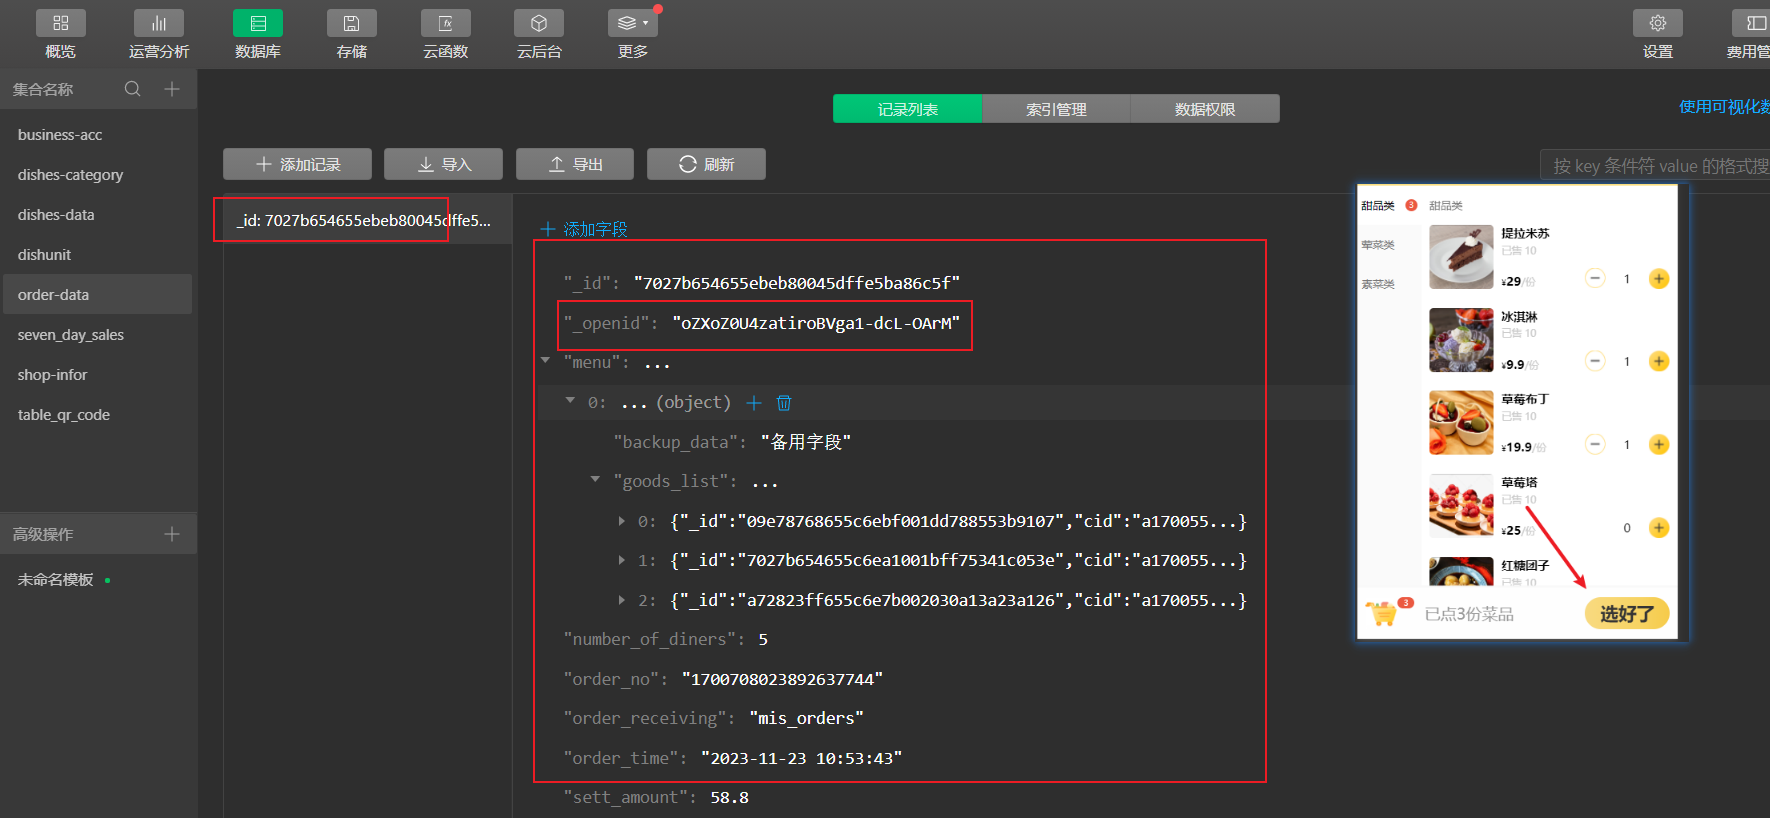 概览
运营分析
数据库
存储
云函数
云后台
更多
设置
费用管
集合名称
business-acc
dishes-category
dishes-data
dishunit
order-data
seven_day_sales
shop-infor
table_qr_code
高级操作
未命名模板
记录列表
索引管理
数据权限
使用可视化数
添加记录
导入
导出
刷新
按 key 条件符 value 的格式搜
_id: 7027b654655ebeb80045dffe5...
添加字段
"_id": "7027b654655ebeb80045dffe5ba86c5f"
"_openid": "oZXoZ0U4zatiroBVga1-dcL-OArM"
"menu": ...
0: ... (object)
"backup_data": "备用字段"
"goods_list": ...
0: {"_id":"09e78768655c6ebf001dd788553b9107","cid":"a170055...}
1: {"_id":"7027b654655c6ea1001bff75341c053e","cid":"a170055...}
2: {"_id":"a72823ff655c6e7b002030a13a23a126","cid":"a170055...}
"number_of_diners": 5
"order_no": "1700708023892637744"
"order_receiving": "mis_orders"
"order_time": "2023-11-23 10:53:43"
"sett_amount": 58.8
甜品类 3
荤菜类
素菜类
甜品类
提拉米苏
已售 10
¥29/份 1
冰淇淋
已售 10
¥9.9/份 1
草莓布丁
已售 10
¥19.9/份 1
草莓塔
已售 10
¥25/份 0
红糖团子
已售 10
3 已点3份菜品 选好了